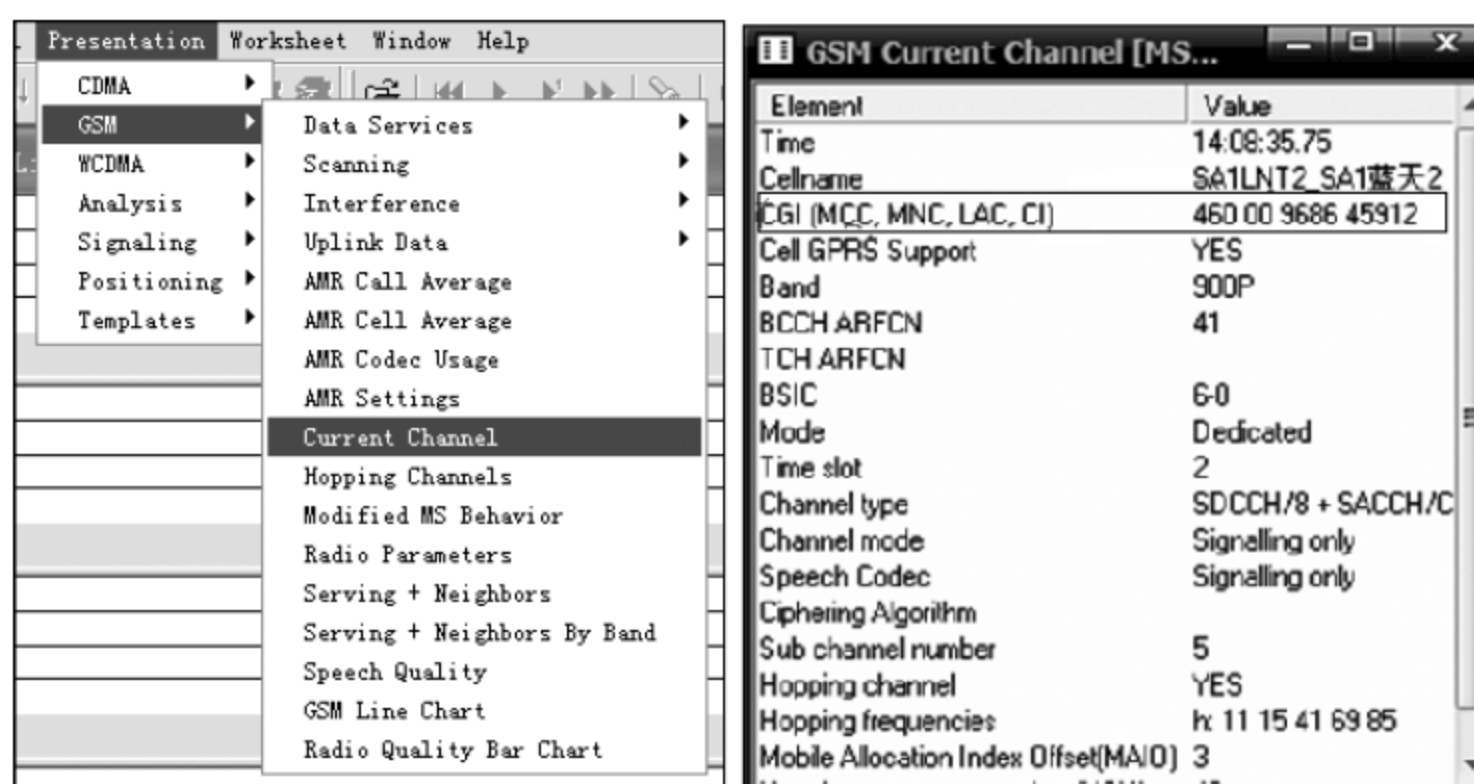 Presentation Worksheet Window Help
CDMA
GSM
WCDMA
Analysis
Signaling
Positioning
Templates
Data Services
Scanning
Interference
Uplink Data
AMR Call Average
AMR Cell Average
AMR Codec Usage
AMR Settings
Current Channel
Hopping Channels
Modified MS Behavior
Radio Parameters
Serving + Neighbors
Serving + Neighbors By Band
Speech Quality
GSM Line Chart
Radio Quality Bar Chart
GSM Current Channel [MS...
Element Value
Time 14:08:35.75
Cellname SA1LNT2_SA1蓝天2
CGI (MCC, MNC, LAC, CI) 460 00 9686 45912
Cell GPRS Support YES
Band 900P
BCCH ARFCN 41
TCH ARFCN
BSIC 6-0
Mode Dedicated
Time slot 2
Channel type SDCCH/8 + SACCH/C
Channel mode Signalling only
Speech Codec Signalling only
Ciphering Algorithm
Sub channel number 5
Hopping channel YES
Hopping frequencies h: 11 15 41 69 85
Mobile Allocation Index Offset(MAIO) 3